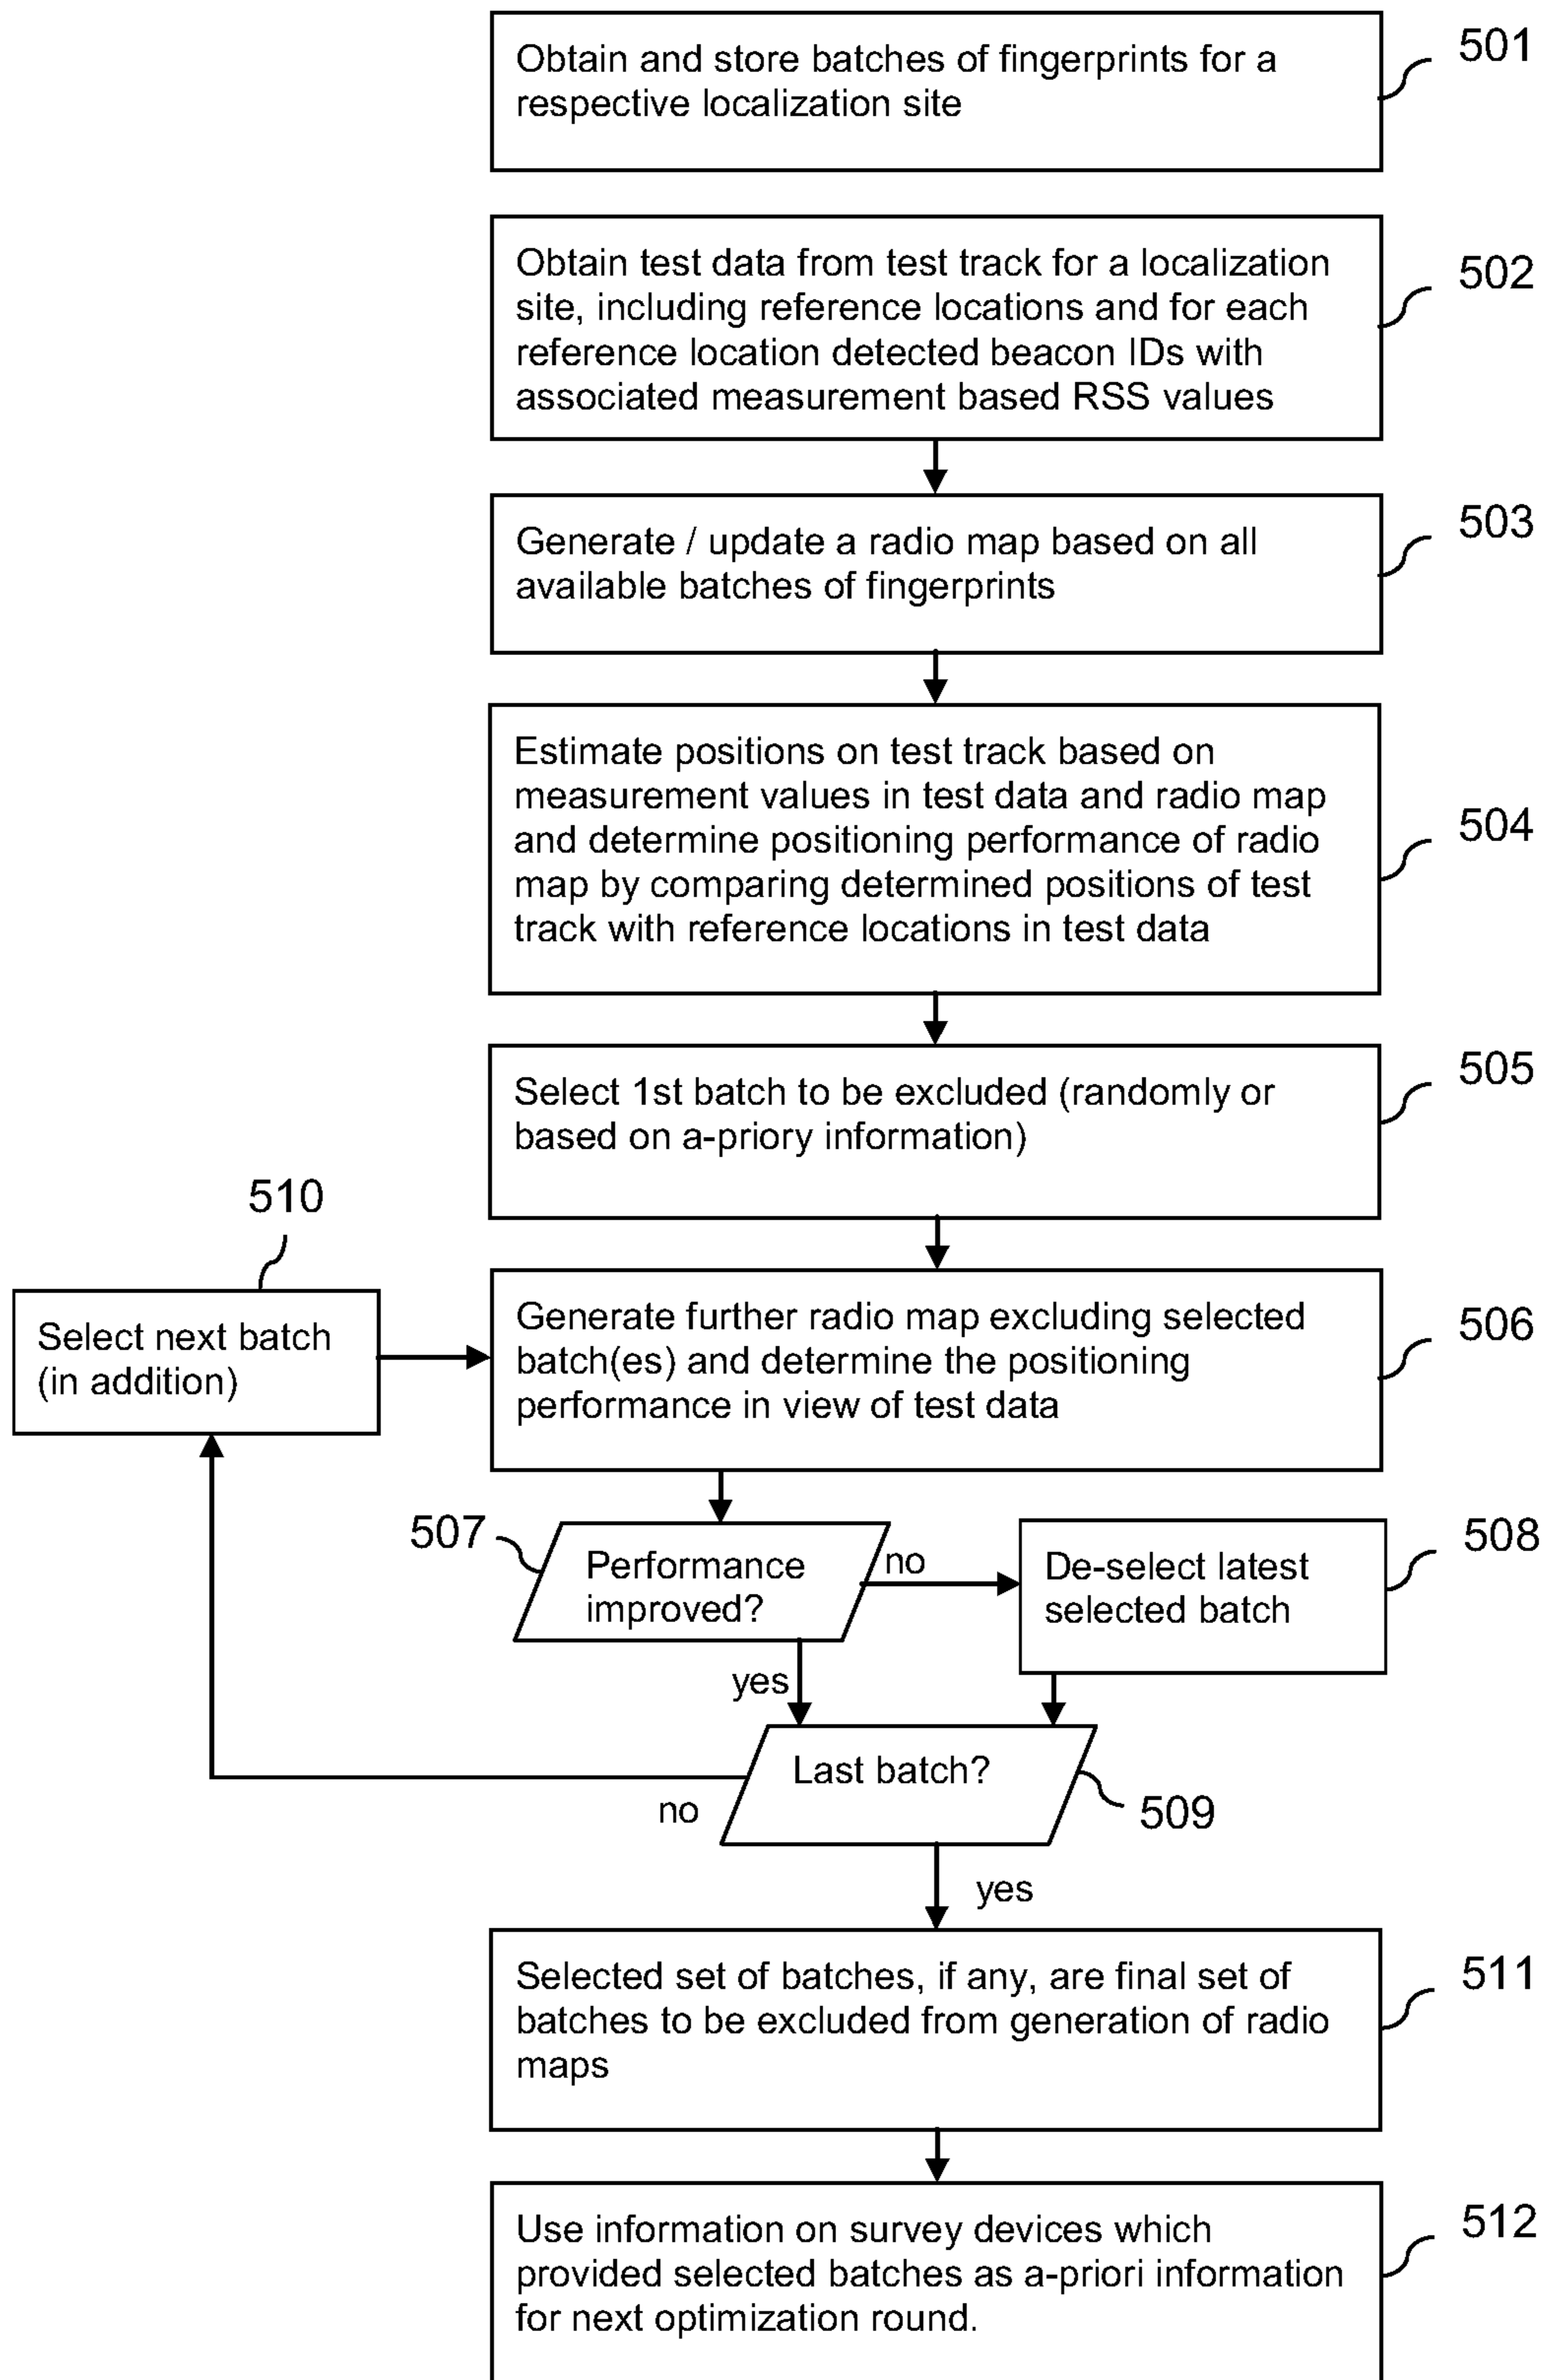 Obtain and store batches of fingerprints for a
respective localization site
501
Obtain test data from test track for a localization
site, including reference locations and for each
reference location detected beacon IDs with
associated measurement based RSS values
502
Generate / update a radio map based on all
available batches of fingerprints
503
Estimate positions on test track based on
measurement values in test data and radio map
and determine positioning performance of radio
map by comparing determined positions of test
track with reference locations in test data
504
Select 1st batch to be excluded (randomly or
based on a-priory information)
505
510
Select next batch
(in addition)
Generate further radio map excluding selected
batch(es) and determine the positioning
performance in view of test data
506
507
Performance
improved?
no
De-select latest
selected batch
508
yes
Last batch?
509
no
yes
Selected set of batches, if any, are final set of
batches to be excluded from generation of radio
maps
511
Use information on survey devices which
provided selected batches as a-priori information
for next optimization round.
512